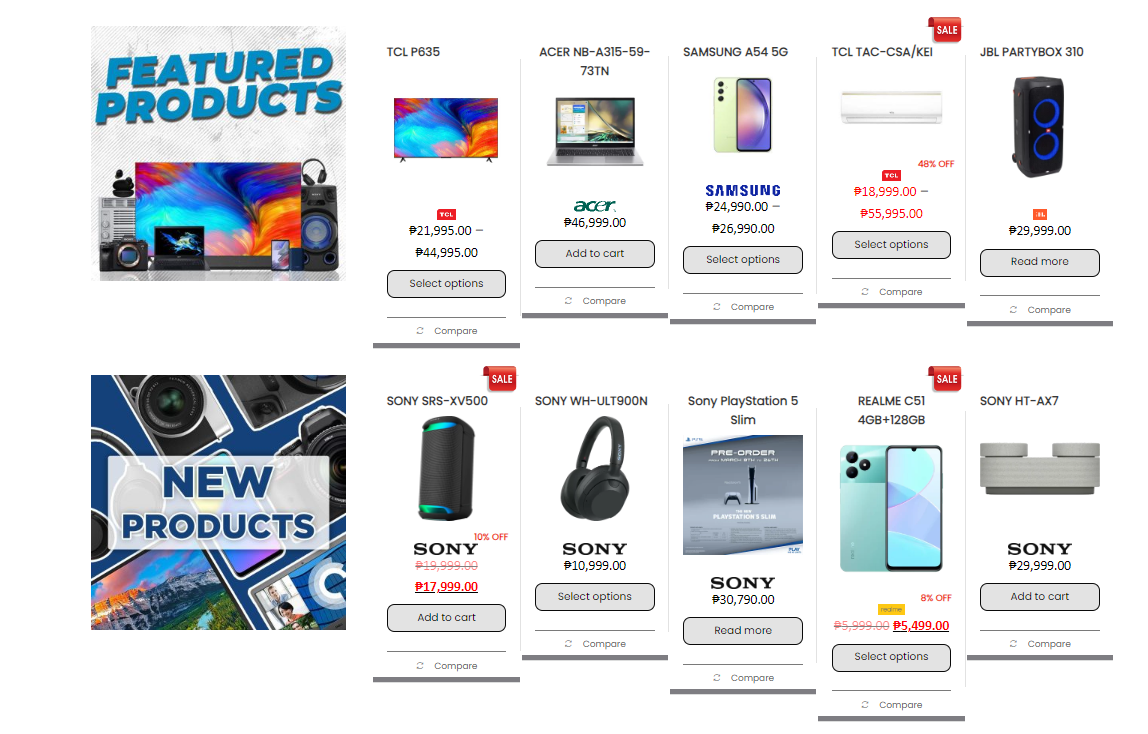 FEATURED
PRODUCTS
TCL P635
TCL
₱21,995.00 –
₱44,995.00
Select options
Compare
ACER NB-A315-59-
73TN
acer
₱46,999.00
Add to cart
Compare
SAMSUNG A54 5G
SAMSUNG
₱24,990.00 –
₱26,990.00
Select options
Compare
SALE
TCL TAC-CSA/KEI
48% OFF
TCL
₱18,999.00 –
₱55,995.00
Select options
Compare
JBL PARTYBOX 310
JBL
₱29,999.00
Read more
Compare
NEW
PRODUCTS
SALE
SONY SRS-XV500
10% OFF
SONY
₱19,999.00
₱17,999.00
Add to cart
Compare
SONY WH-ULT900N
SONY
₱10,999.00
Select options
Compare
Sony PlayStation 5
Slim
PRE-ORDER
PLAYSTATION'S SLIM
SONY
₱30,790.00
Read more
Compare
SALE
REALME C51
4GB+128GB
8% OFF
realme
₱5,999.00 ₱5,499.00
Select options
Compare
SONY HT-AX7
SONY
₱29,999.00
Add to cart
Compare